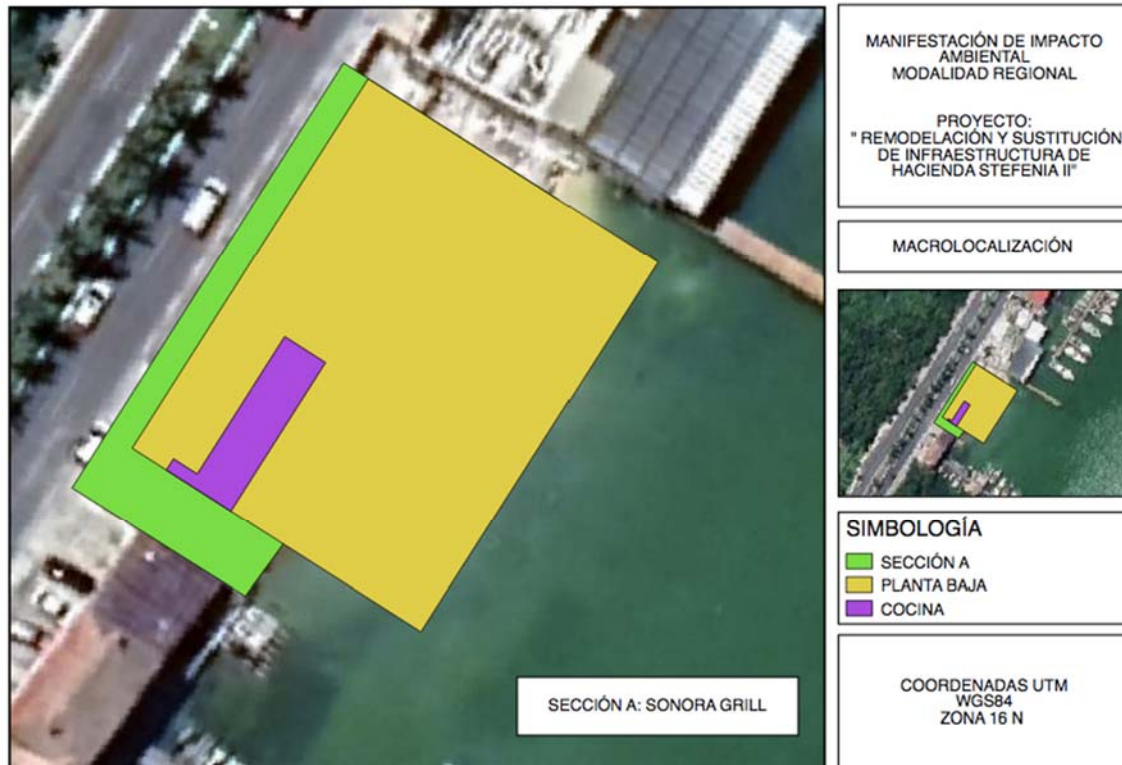 MANIFESTACIÓN DE IMPACTO
AMBIENTAL
MODALIDAD REGIONAL
PROYECTO:
" REMODELACIÓN Y SUSTITUCIÓN
DE INFRAESTRUCTURA DE
HACIENDA STEFENIA II"
MACROLOCALIZACIÓN
SIMBOLOGÍA
SECCIÓN A
PLANTA BAJA
COCINA
COORDENADAS UTM
WGS84
ZONA 16 N
SECCIÓN A: SONORA GRILL